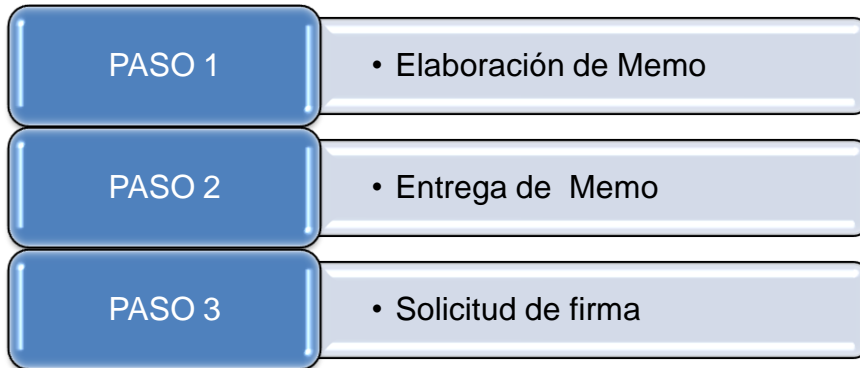 PASO 1
• Elaboración de Memo
PASO 2
• Entrega de  Memo
PASO 3
• Solicitud de firma